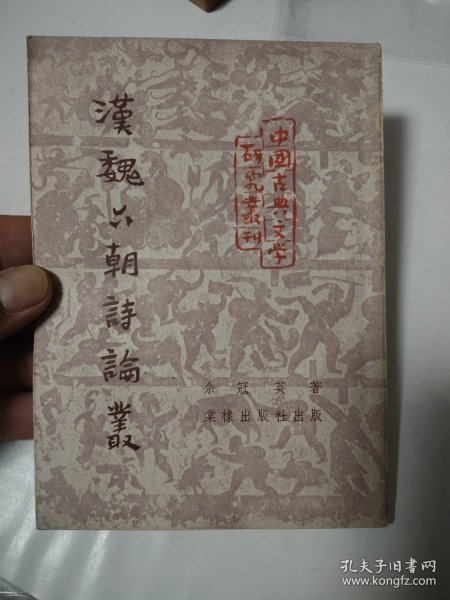 漢魏六朝詩論叢
中國古典文学
研究叢刊
余冠英著
棠棣出版社出版
孔夫子旧书网
www.kongfz.com